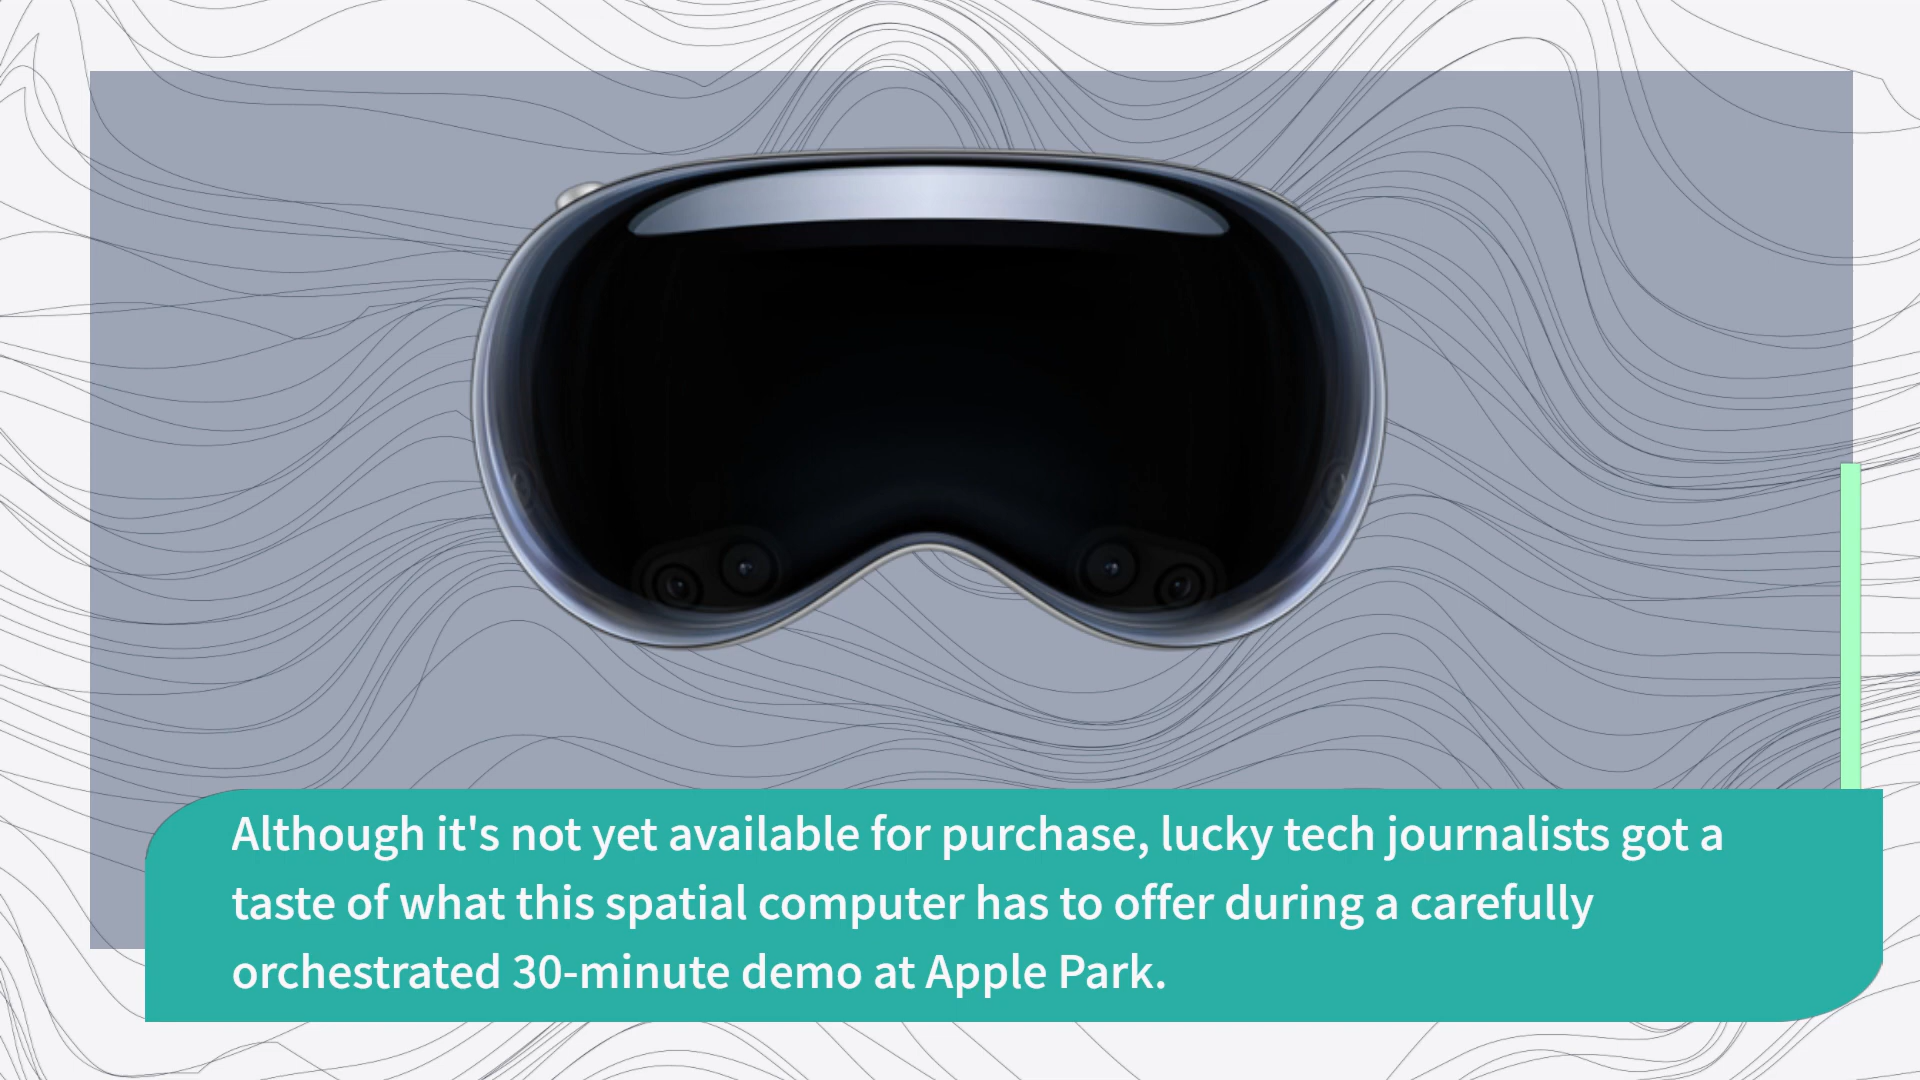 Although it's not yet available for purchase, lucky tech journalists got a
taste of what this spatial computer has to offer during a carefully
orchestrated 30-minute demo at Apple Park.